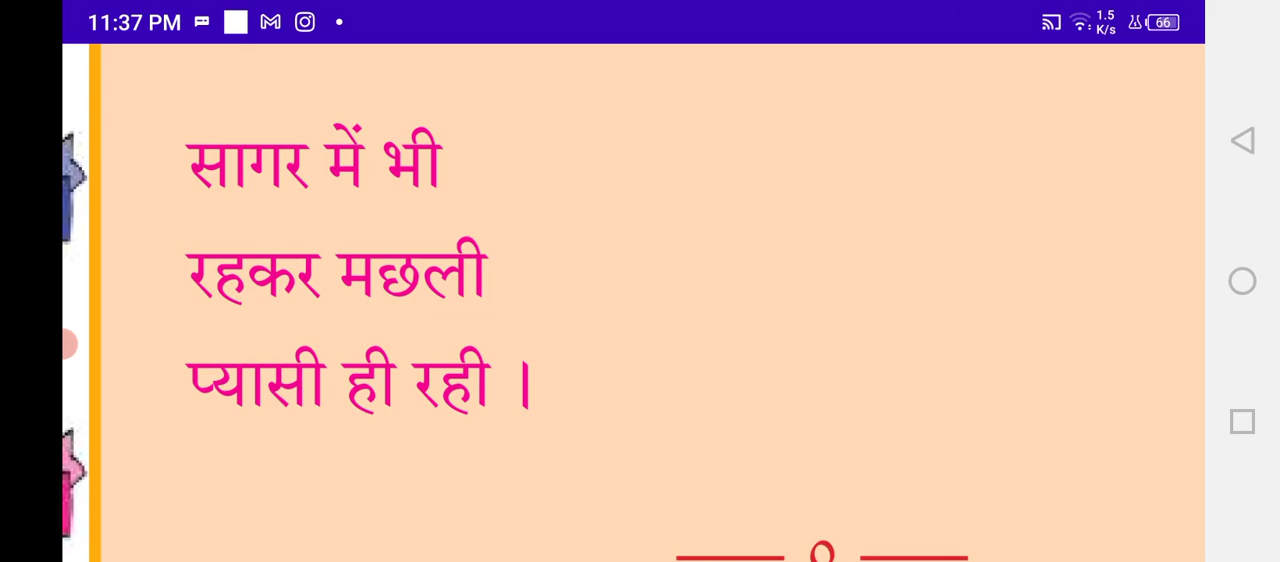 11:37 PM 1.5 K/s 66
सागर में भी
रहकर मछली
प्यासी ही रही ।